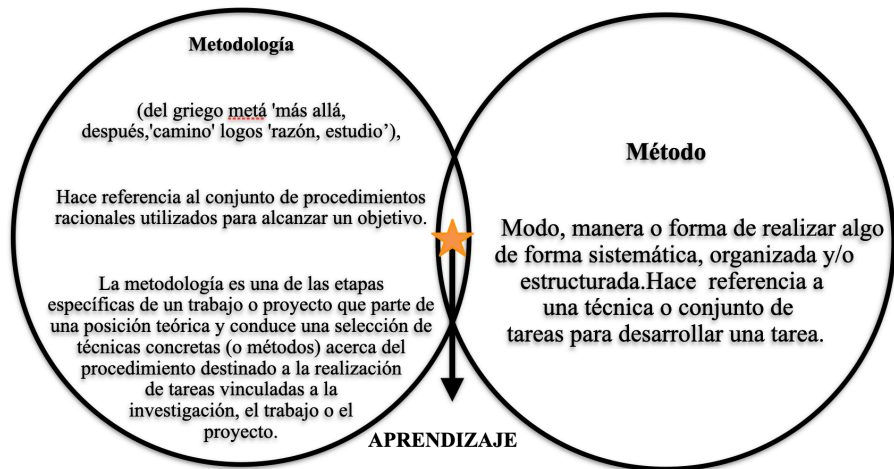 Metodología
(del griego metá 'más allá,
después,'camino' logos 'razón, estudio’),
Hace referencia al conjunto de procedimientos
racionales utilizados para alcanzar un objetivo.
La metodología es una de las etapas
específicas de un trabajo o proyecto que parte de
una posición teórica y conduce una selección de
técnicas concretas (o métodos) acerca del
procedimiento destinado a la realización
de tareas vinculadas a la
investigación, el trabajo o el
proyecto.
Método
Modo, manera o forma de realizar algo
de forma sistemática, organizada y/o
estructurada.Hace referencia a
una técnica o conjunto de
tareas para desarrollar una tarea.
APRENDIZAJE